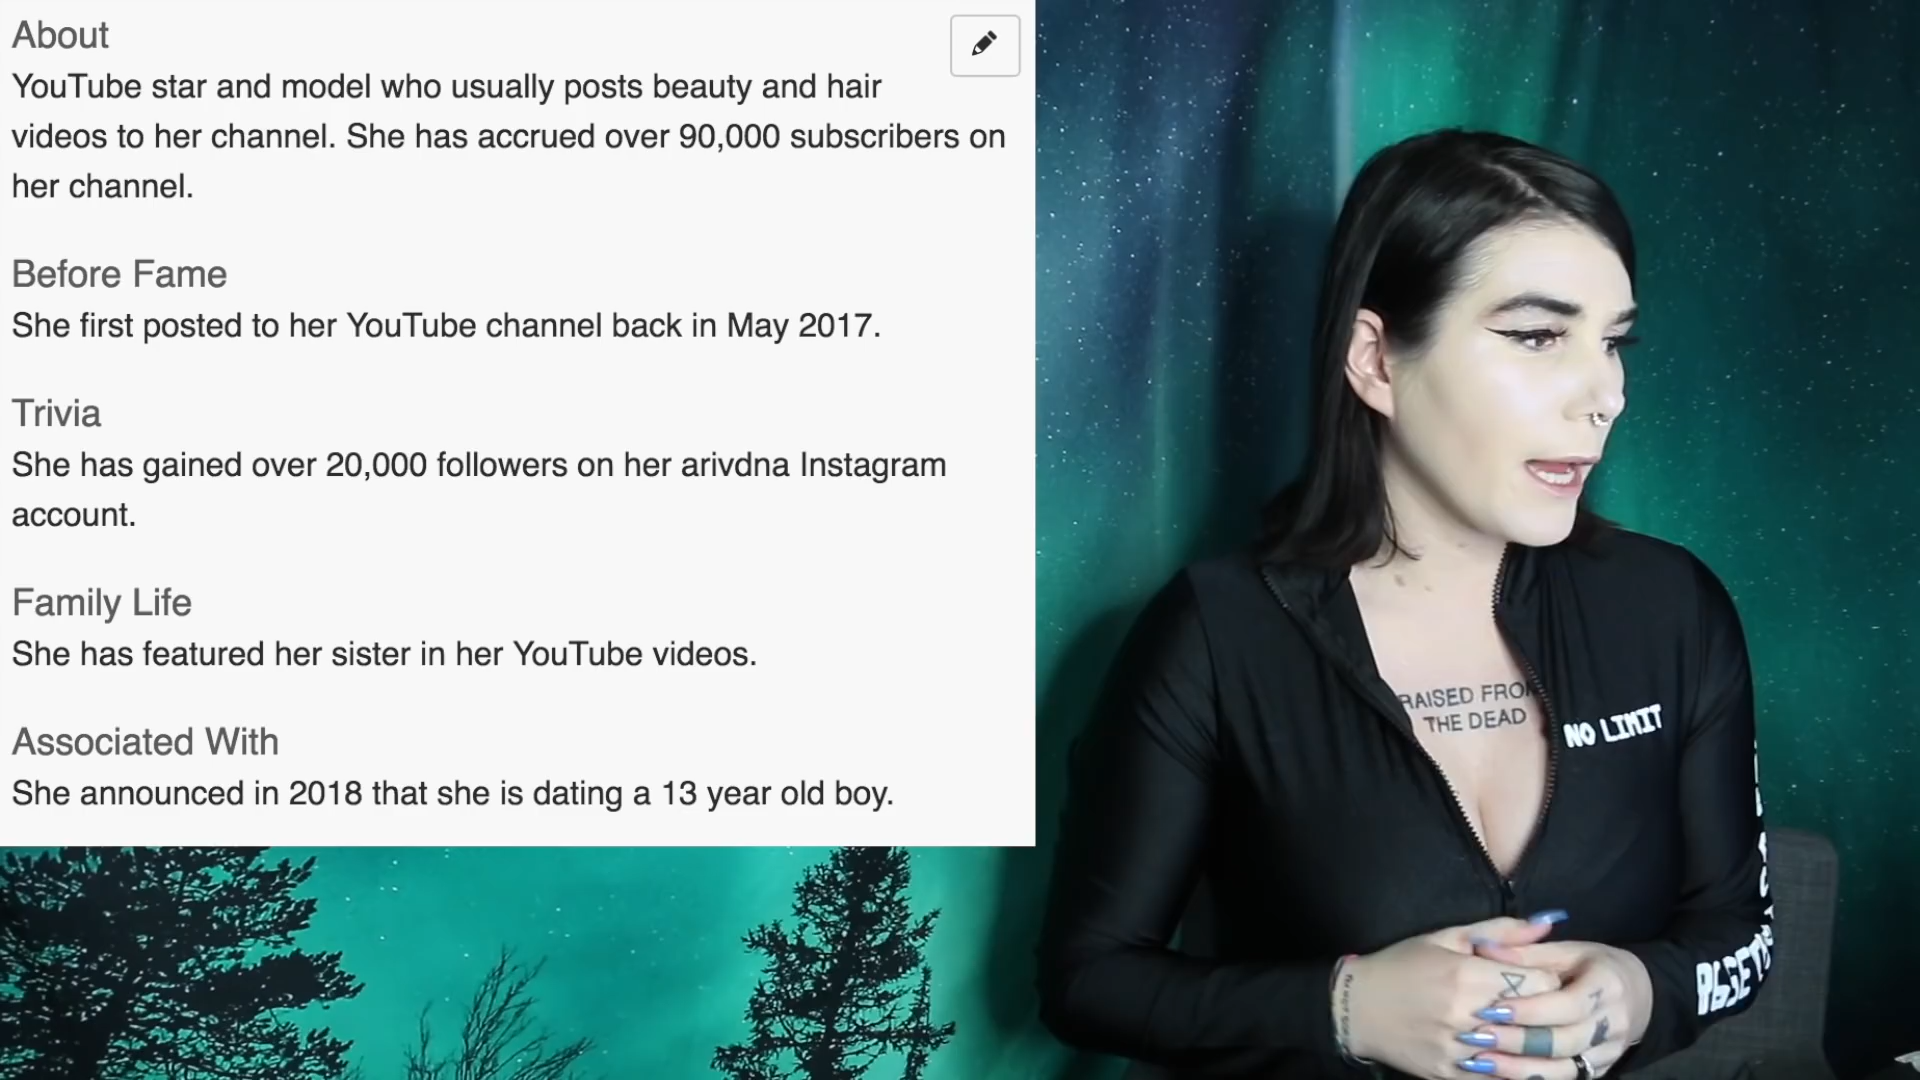 About
YouTube star and model who usually posts beauty and hair
videos to her channel. She has accrued over 90,000 subscribers on
her channel.
Before Fame
She first posted to her YouTube channel back in May 2017.
Trivia
She has gained over 20,000 followers on her arivdna Instagram
account.
Family Life
She has featured her sister in her YouTube videos.
Associated With
She announced in 2018 that she is dating a 13 year old boy.
RAISED FROM
THE DEAD
NO LIMIT